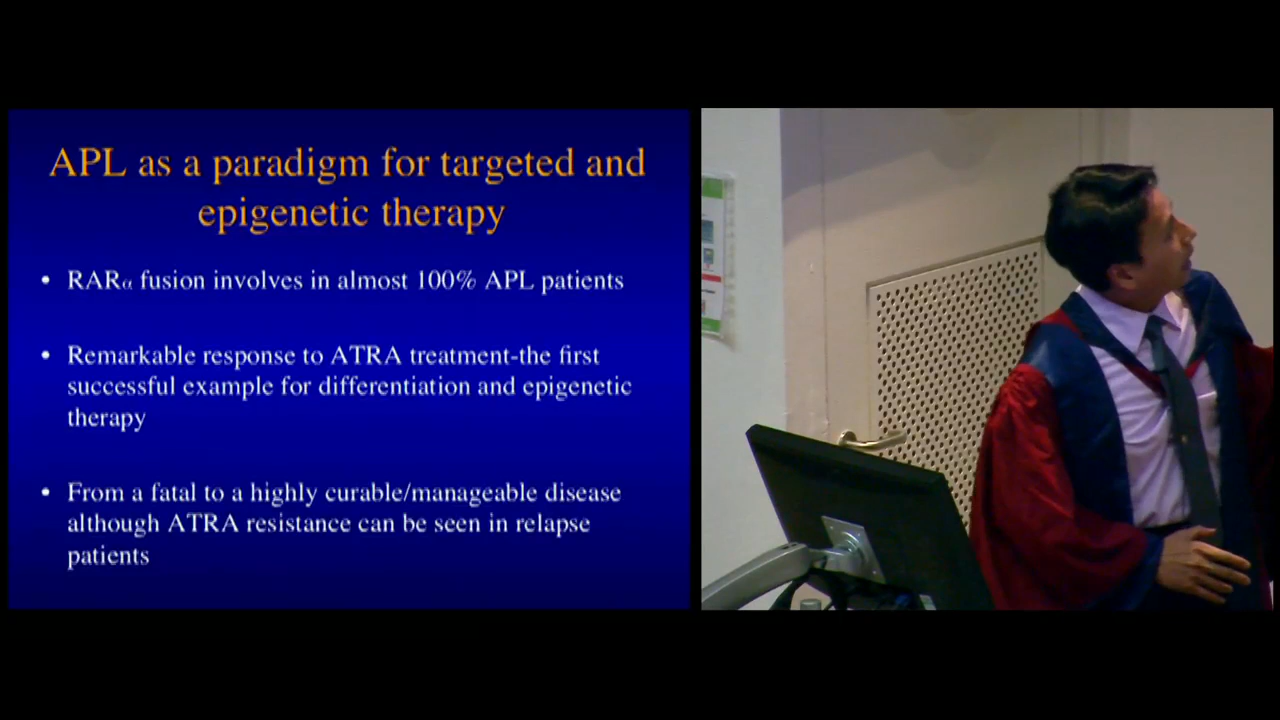 APL as a paradigm for targeted and
epigenetic therapy
• RARα fusion involves in almost 100% APL patients
• Remarkable response to ATRA treatment-the first
successful example for differentiation and epigenetic
therapy
• From a fatal to a highly curable/manageable disease
although ATRA resistance can be seen in relapse
patients